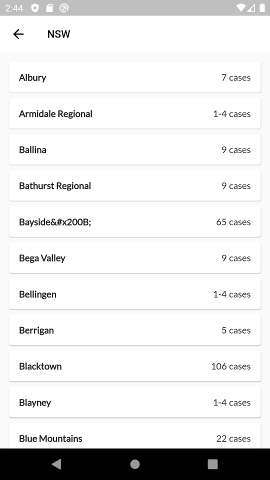 2:44
NSW
Albury 7 cases
Armidale Regional 1-4 cases
Ballina 9 cases
Bathurst Regional 9 cases
Bayside&#x200B; 65 cases
Bega Valley 9 cases
Bellingen 1-4 cases
Berrigan 5 cases
Blacktown 106 cases
Blayney 1-4 cases
Blue Mountains 22 cases